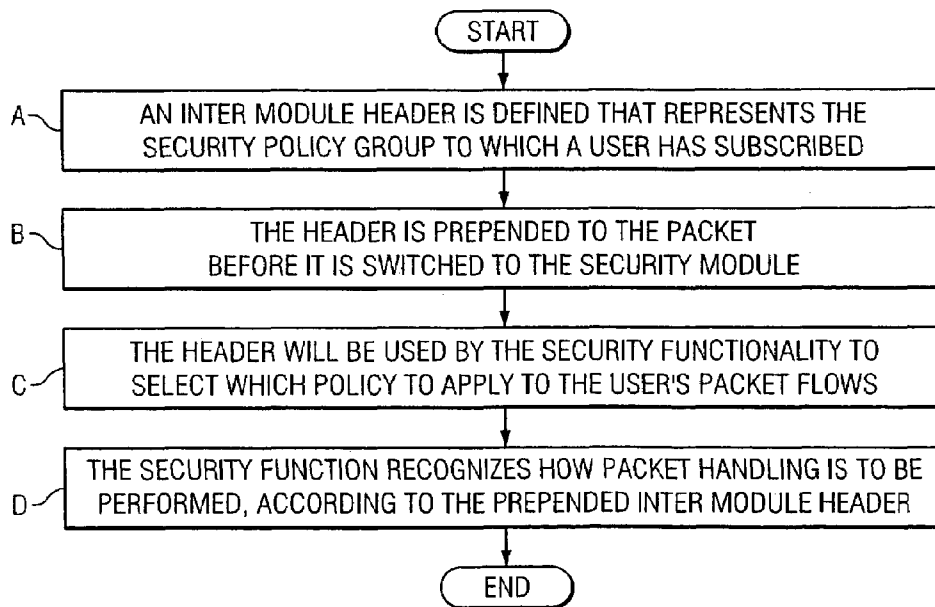 START
A
AN INTER MODULE HEADER IS DEFINED THAT REPRESENTS THE
SECURITY POLICY GROUP TO WHICH A USER HAS SUBSCRIBED
B
THE HEADER IS PREPENDED TO THE PACKET
BEFORE IT IS SWITCHED TO THE SECURITY MODULE
C
THE HEADER WILL BE USED BY THE SECURITY FUNCTIONALITY TO
SELECT WHICH POLICY TO APPLY TO THE USER'S PACKET FLOWS
D
THE SECURITY FUNCTION RECOGNIZES HOW PACKET HANDLING IS TO BE
PERFORMED, ACCORDING TO THE PREPENDED INTER MODULE HEADER
END